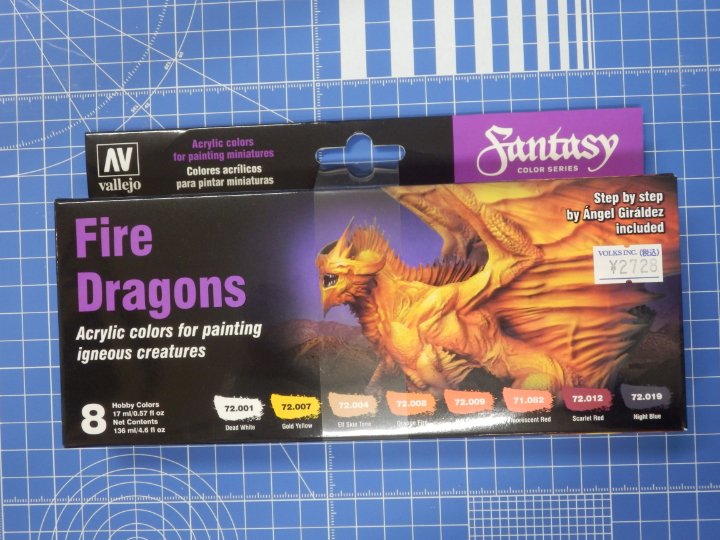 AV
vallejo
Acrylic colors
for painting miniatures
Colores acrílicos
para pintar miniaturas
Fantasy
COLOR SERIES
Fire
Dragons
Acrylic colors for painting
igneous creatures
Step by step
by Ángel Giráldez
included
VOLKS INC. (税込)
¥2728
8
Hobby Colors
17 ml/0.57 fl oz
Net Contents
136 ml/4.6 fl oz
72.001
Dead White
72.007
Gold Yellow
72.004
Elf Skin Tone
72.008
Orange Fire
72.009
71.082
Fluorescent Red
72.012
Scarlet Red
72.019
Night Blue